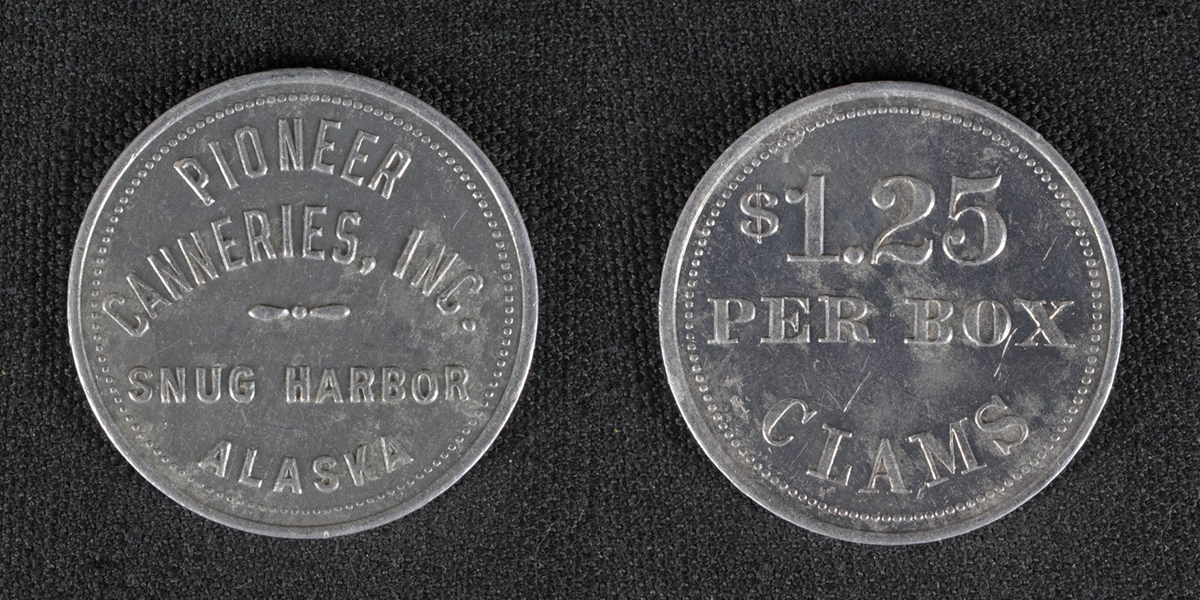 PIONEER
CANNERIES, INC.
SNUG HARBOR
ALASKA
$1.25
PER BOX
CLAMS